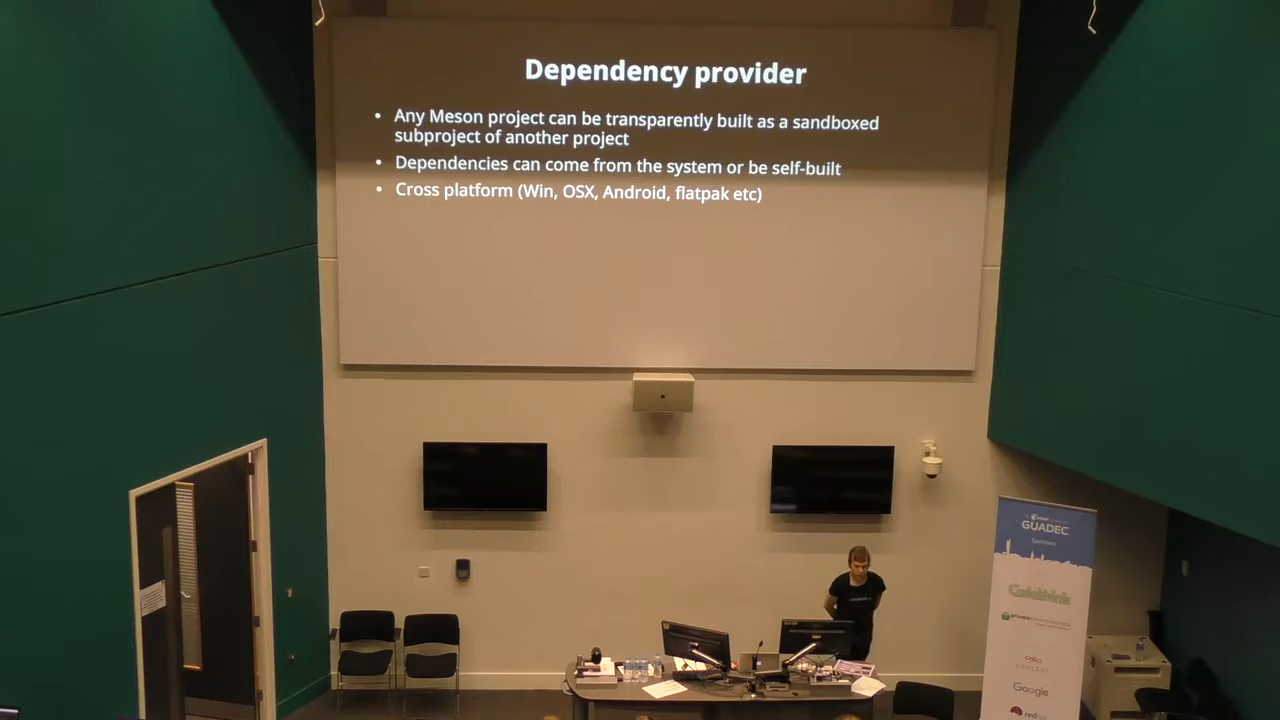 Dependency provider
• Any Meson project can be transparently built as a sandboxed
subproject of another project
• Dependencies can come from the system or be self-built
• Cross platform (Win, OSX, Android, flatpak etc)
GUADEC
Codethink
Google